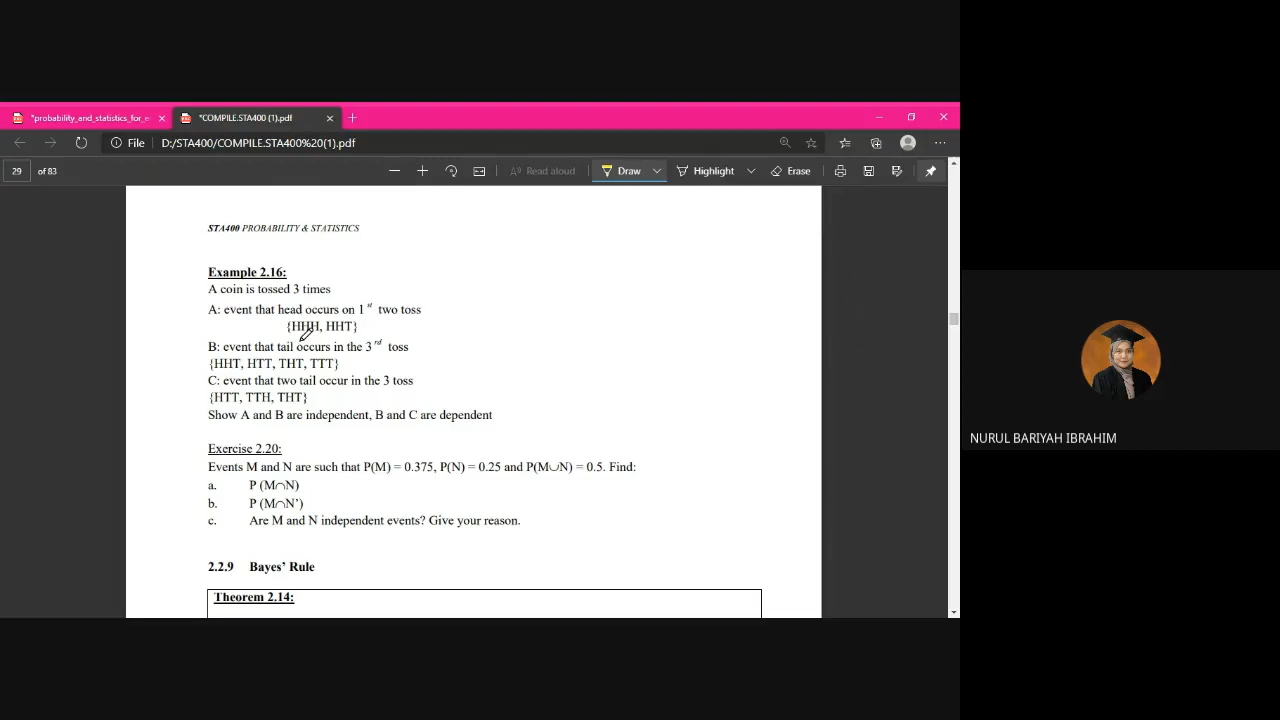 *probability_and_statistics_for_e
*COMPILE.STA400 (1).pdf
File D:/STA400/COMPILE.STA400%20(1).pdf
29 of 83
Read aloud
Draw
Highlight
Erase
STA400 PROBABILITY & STATISTICS
Example 2.16:
A coin is tossed 3 times
A: event that head occurs on 1st two toss
{HHH, HHT}
B: event that tail occurs in the 3rd toss
{HHT, HTT, THT, TTT}
C: event that two tail occur in the 3 toss
{HTT, TTH, THT}
Show A and B are independent, B and C are dependent
Exercise 2.20:
Events M and N are such that P(M) = 0.375, P(N) = 0.25 and P(M∪N) = 0.5. Find:
a. P (M∩N)
b. P (M∩N’)
c. Are M and N independent events? Give your reason.
2.2.9 Bayes’ Rule
Theorem 2.14:
NURUL BARIYAH IBRAHIM